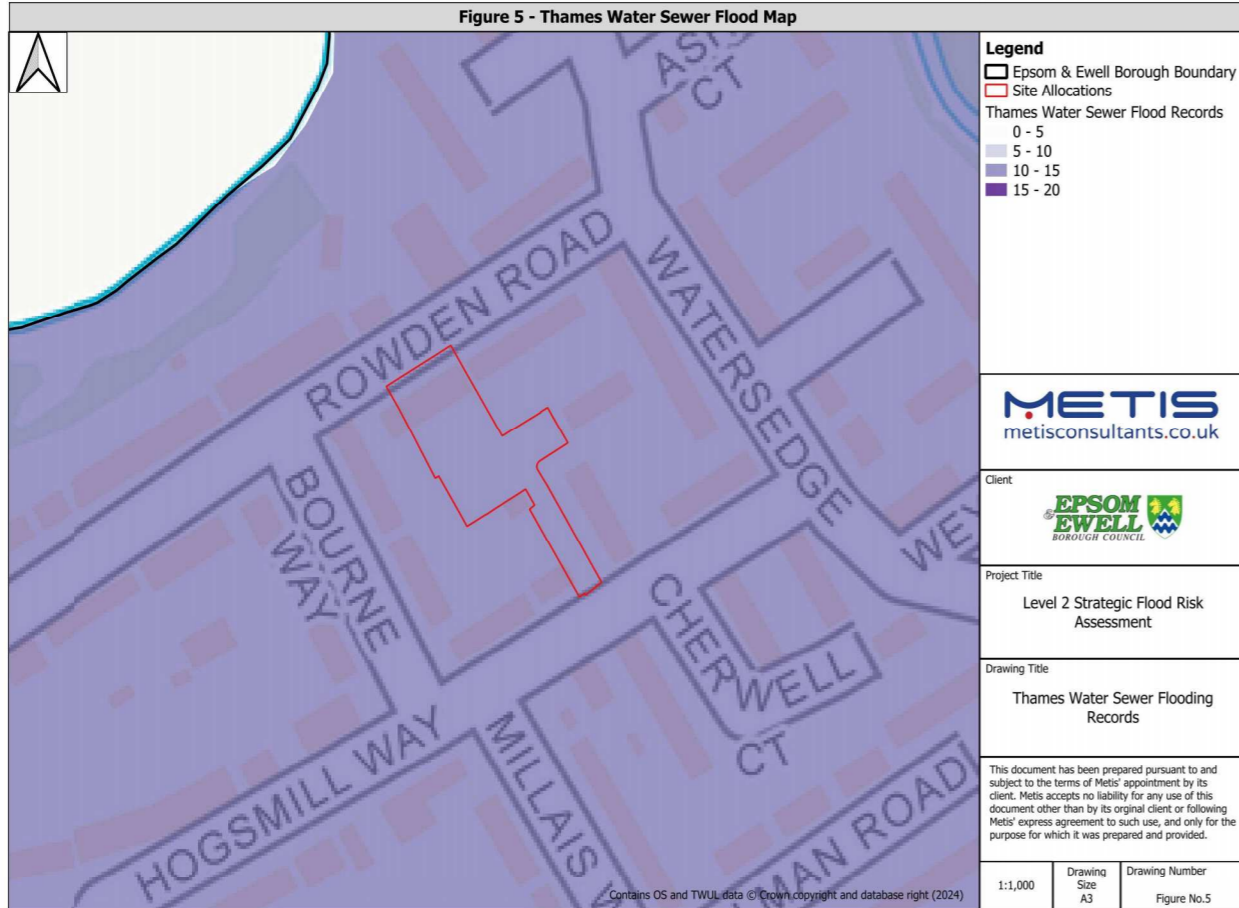 Figure 5 - Thames Water Sewer Flood Map
ASH
CT
ROWDEN ROAD
WATERSEDGE
BOURNE
WAY
WEY
CHERWELL
CT
HOGSMILL WAY
MILLAIS W
MAN ROAD
Contains OS and TWUL data © Crown copyright and database right (2024)
Legend
Epsom & Ewell Borough Boundary
Site Allocations
Thames Water Sewer Flood Records
0 - 5
5 - 10
10 - 15
15 - 20
METIS
metisconsultants.co.uk
Client
EPSOM
& EWELL
BOROUGH COUNCIL
Project Title
Level 2 Strategic Flood Risk
Assessment
Drawing Title
Thames Water Sewer Flooding
Records
This document has been prepared pursuant to and
subject to the terms of Metis' appointment by its
client. Metis accepts no liability for any use of this
document other than by its orginal client or following
Metis' express agreement to such use, and only for the
purpose for which it was prepared and provided.
1:1,000
Drawing
Size
A3
Drawing Number
Figure No.5